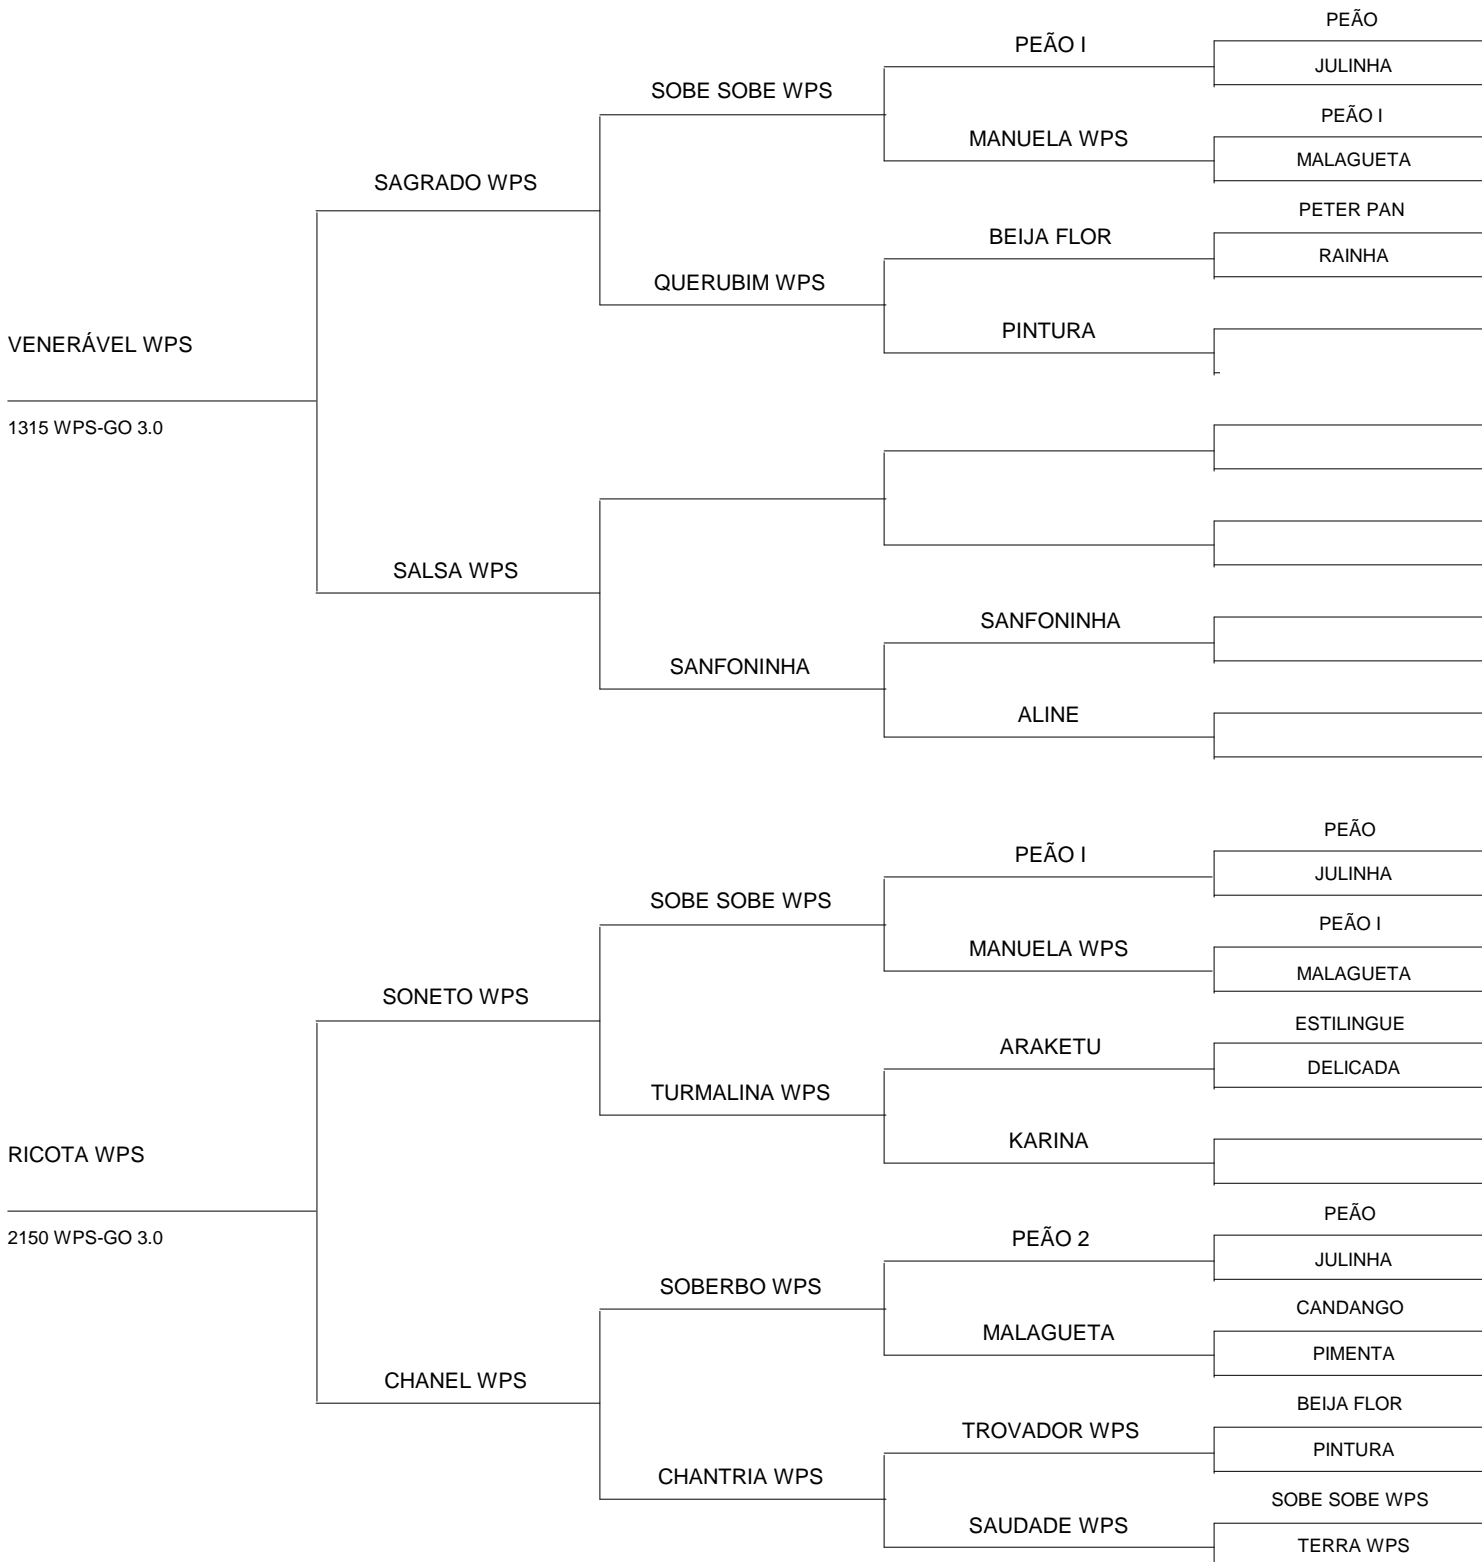 PEÃO
PEÃO I
JULINHA
SOBE SOBE WPS
PEÃO I
MANUELA WPS
MALAGUETA
SAGRADO WPS
PETER PAN
BEIJA FLOR
RAINHA
QUERUBIM WPS
PINTURA
VENERÁVEL WPS
1315 WPS-GO 3.0
SALSA WPS
SANFONINHA
SANFONINHA
ALINE
PEÃO
PEÃO I
JULINHA
SOBE SOBE WPS
PEÃO I
MANUELA WPS
MALAGUETA
SONETO WPS
ESTILINGUE
ARAKETU
DELICADA
TURMALINA WPS
KARINA
RICOTA WPS
PEÃO
2150 WPS-GO 3.0
PEÃO 2
JULINHA
SOBERBO WPS
CANDANGO
MALAGUETA
PIMENTA
CHANEL WPS
BEIJA FLOR
TROVADOR WPS
PINTURA
CHANTRIA WPS
SOBE SOBE WPS
SAUDADE WPS
TERRA WPS